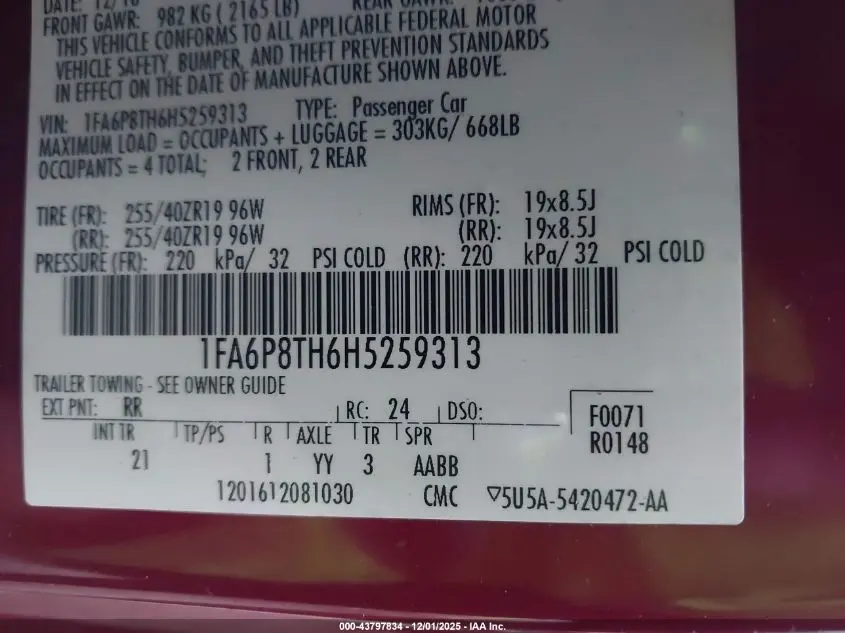 DATE: 12/16
FRONT GAWR: 982 KG ( 2165 LB)
THIS VEHICLE CONFORMS TO ALL APPLICABLE FEDERAL MOTOR
VEHICLE SAFETY, BUMPER, AND THEFT PREVENTION STANDARDS
IN EFFECT ON THE DATE OF MANUFACTURE SHOWN ABOVE.
VIN: 1FA6P8TH6H5259313 TYPE: Passenger Car
MAXIMUM LOAD = OCCUPANTS + LUGGAGE = 303KG/ 668LB
OCCUPANTS = 4 TOTAL; 2 FRONT, 2 REAR
TIRE (FR): 255/40ZR19 96W RIMS (FR): 19x8.5J
(RR): 255/40ZR19 96W (RR): 19x8.5J
PRESSURE (FR): 220 kPa/ 32 PSI COLD (RR): 220 kPa/ 32 PSI COLD
1FA6P8TH6H5259313
TRAILER TOWING - SEE OWNER GUIDE
EXT PNT: RR RC: 24 DSO: F0071
R0148
INT TR TP/PS R AXLE TR SPR
21 1 YY 3 AABB
1201612081030 CMC ▽5U5A-5420472-AA
000-43797834 - 12/01/2025 - IAA Inc.